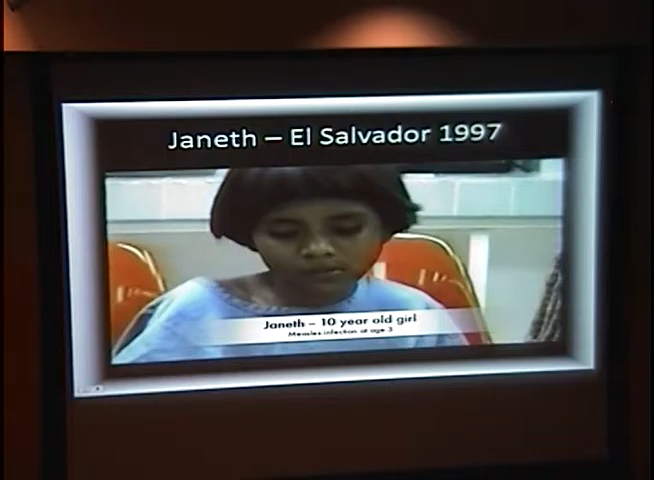 Janeth – El Salvador 1997
Janeth – 10 year old girl
Measles infection at age 3